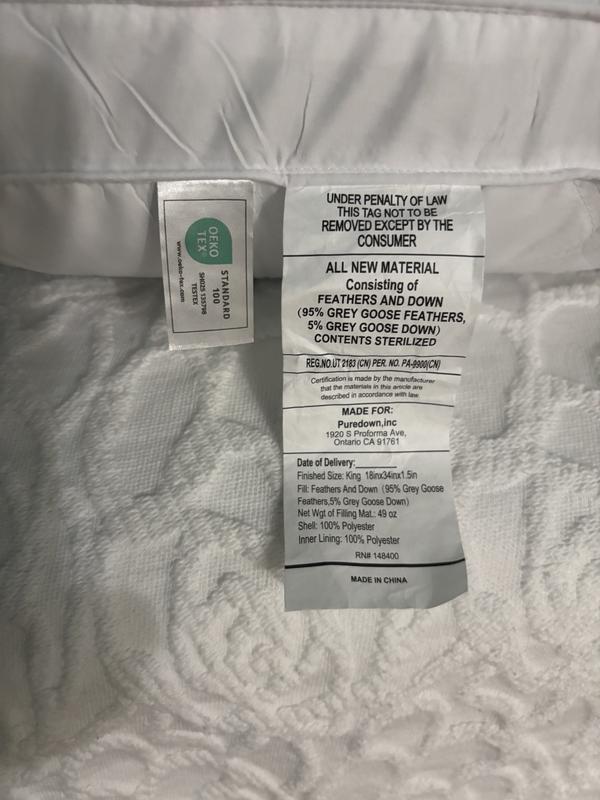 OEKO
TEX®
STANDARD
100
SH025 135798
TESTEX
www.oeko-tex.com
UNDER PENALTY OF LAW
THIS TAG NOT TO BE
REMOVED EXCEPT BY THE
CONSUMER
ALL NEW MATERIAL
Consisting of
FEATHERS AND DOWN
(95% GREY GOOSE FEATHERS,
5% GREY GOOSE DOWN)
CONTENTS STERILIZED
REG.NO.UT 2183 (CN) PER. NO. PA-9900(CN)
Certification is made by the manufacturer
that the materials in this article are
described in accordance with law
MADE FOR:
Puredown,inc
1920 S Proforma Ave,
Ontario CA 91761
Date of Delivery:________
Finished Size: King 18inx34inx1.5in
Fill: Feathers And Down (95% Grey Goose
Feathers,5% Grey Goose Down)
Net Wgt of Filling Mat.: 49 oz
Shell: 100% Polyester
Inner Lining: 100% Polyester
RN# 148400
MADE IN CHINA